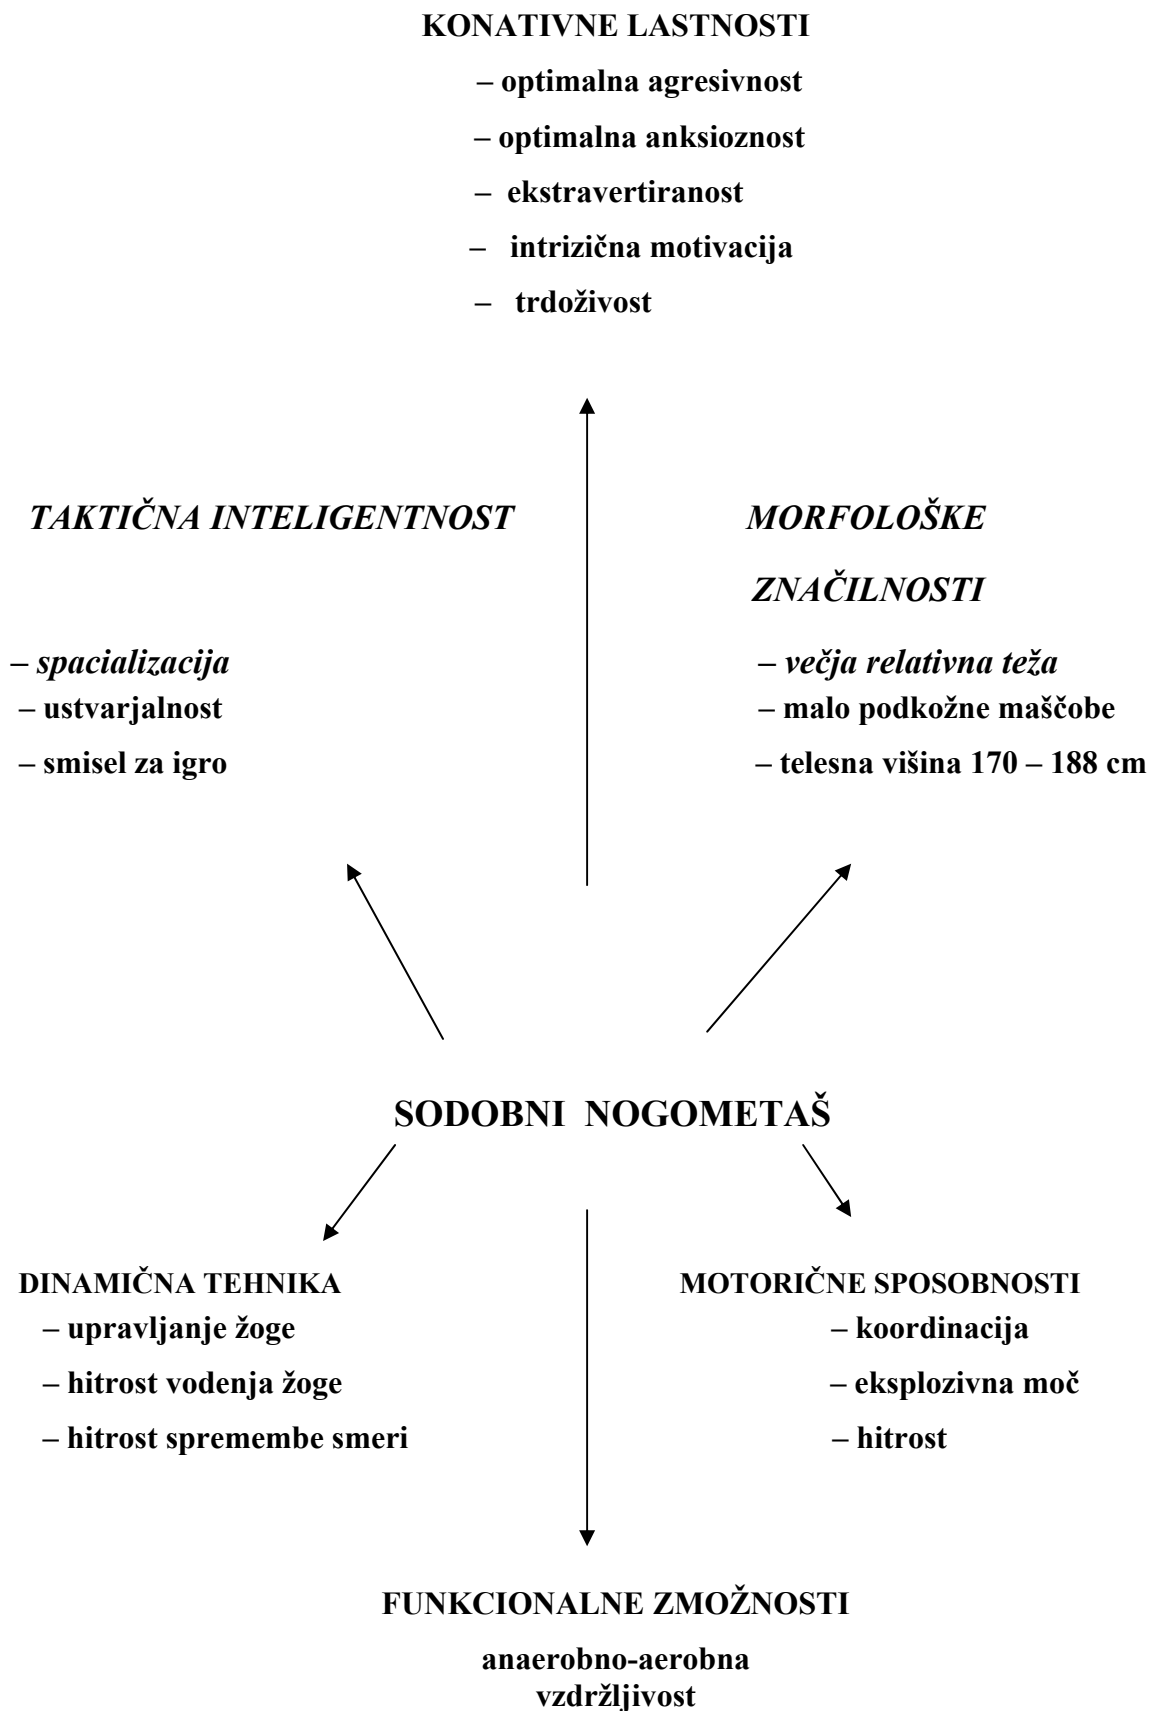 KONATIVNE LASTNOSTI
– optimalna agresivnost
– optimalna anksioznost
– ekstravertiranost
– intrizična motivacija
– trdoživost
TAKTIČNA INTELIGENTNOST
– spacializacija
– ustvarjalnost
– smisel za igro
MORFOLOŠKE
ZNAČILNOSTI
– večja relativna teža
– malo podkožne maščobe
– telesna višina 170 – 188 cm
SODOBNI NOGOMETAŠ
DINAMIČNA TEHNIKA
– upravljanje žoge
– hitrost vodenja žoge
– hitrost spremembe smeri
MOTORIČNE SPOSOBNOSTI
– koordinacija
– eksplozivna moč
– hitrost
FUNKCIONALNE ZMOŽNOSTI
anaerobno-aerobna
vzdržljivost